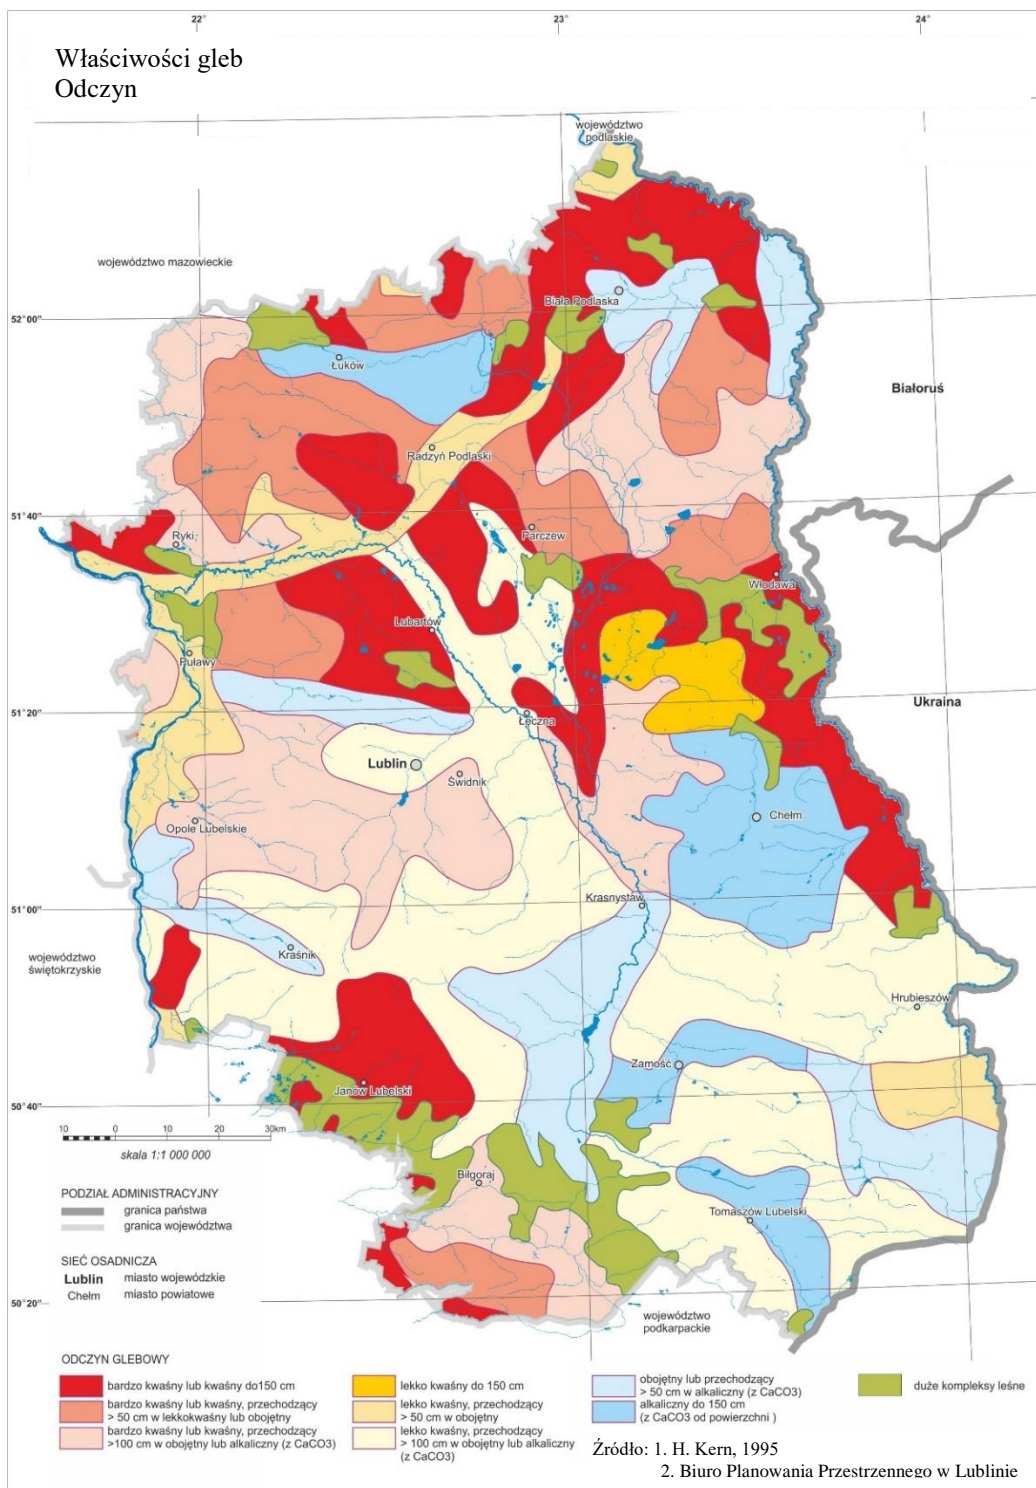 22°
23°
24°
Właściwości gleb
Odczyn
województwo
podlaskie
województwo mazowieckie
Biała Podlaska
52°00''
Łuków
Białoruś
Radzyń Podlaski
51°40''
Ryki
Parczew
Włodawa
Lubartów
Puławy
Ukraina
51°20''
Łęczna
Lublin
Świdnik
Chełm
Opole Lubelskie
Krasnystaw
51°00''
Kraśnik
województwo
świętokrzyskie
Hrubieszów
Zamość
Janów Lubelski
50°40''
10 0 10 20 30km
skala 1:1 000 000
Biłgoraj
PODZIAŁ ADMINISTRACYJNY
granica państwa
granica województwa
Tomaszów Lubelski
SIEĆ OSADNICZA
Lublin miasto wojewódzkie
Chełm miasto powiatowe
50°20''
województwo
podkarpackie
ODCZYN GLEBOWY
bardzo kwaśny lub kwaśny do150 cm
bardzo kwaśny lub kwaśny, przechodzący
> 50 cm w lekkokwaśny lub obojętny
bardzo kwaśny lub kwaśny, przechodzący
>100 cm w obojętny lub alkaliczny (z CaCO3)
lekko kwaśny do 150 cm
lekko kwaśny, przechodzący
> 50 cm w obojętny
lekko kwaśny, przechodzący
> 100 cm w obojętny lub alkaliczny
(z CaCO3)
obojętny lub przechodzący
> 50 cm w alkaliczny (z CaCO3)
alkaliczny do 150 cm
(z CaCO3 od powierzchni )
duże kompleksy leśne
Źródło: 1. H. Kern, 1995
2. Biuro Planowania Przestrzennego w Lublinie